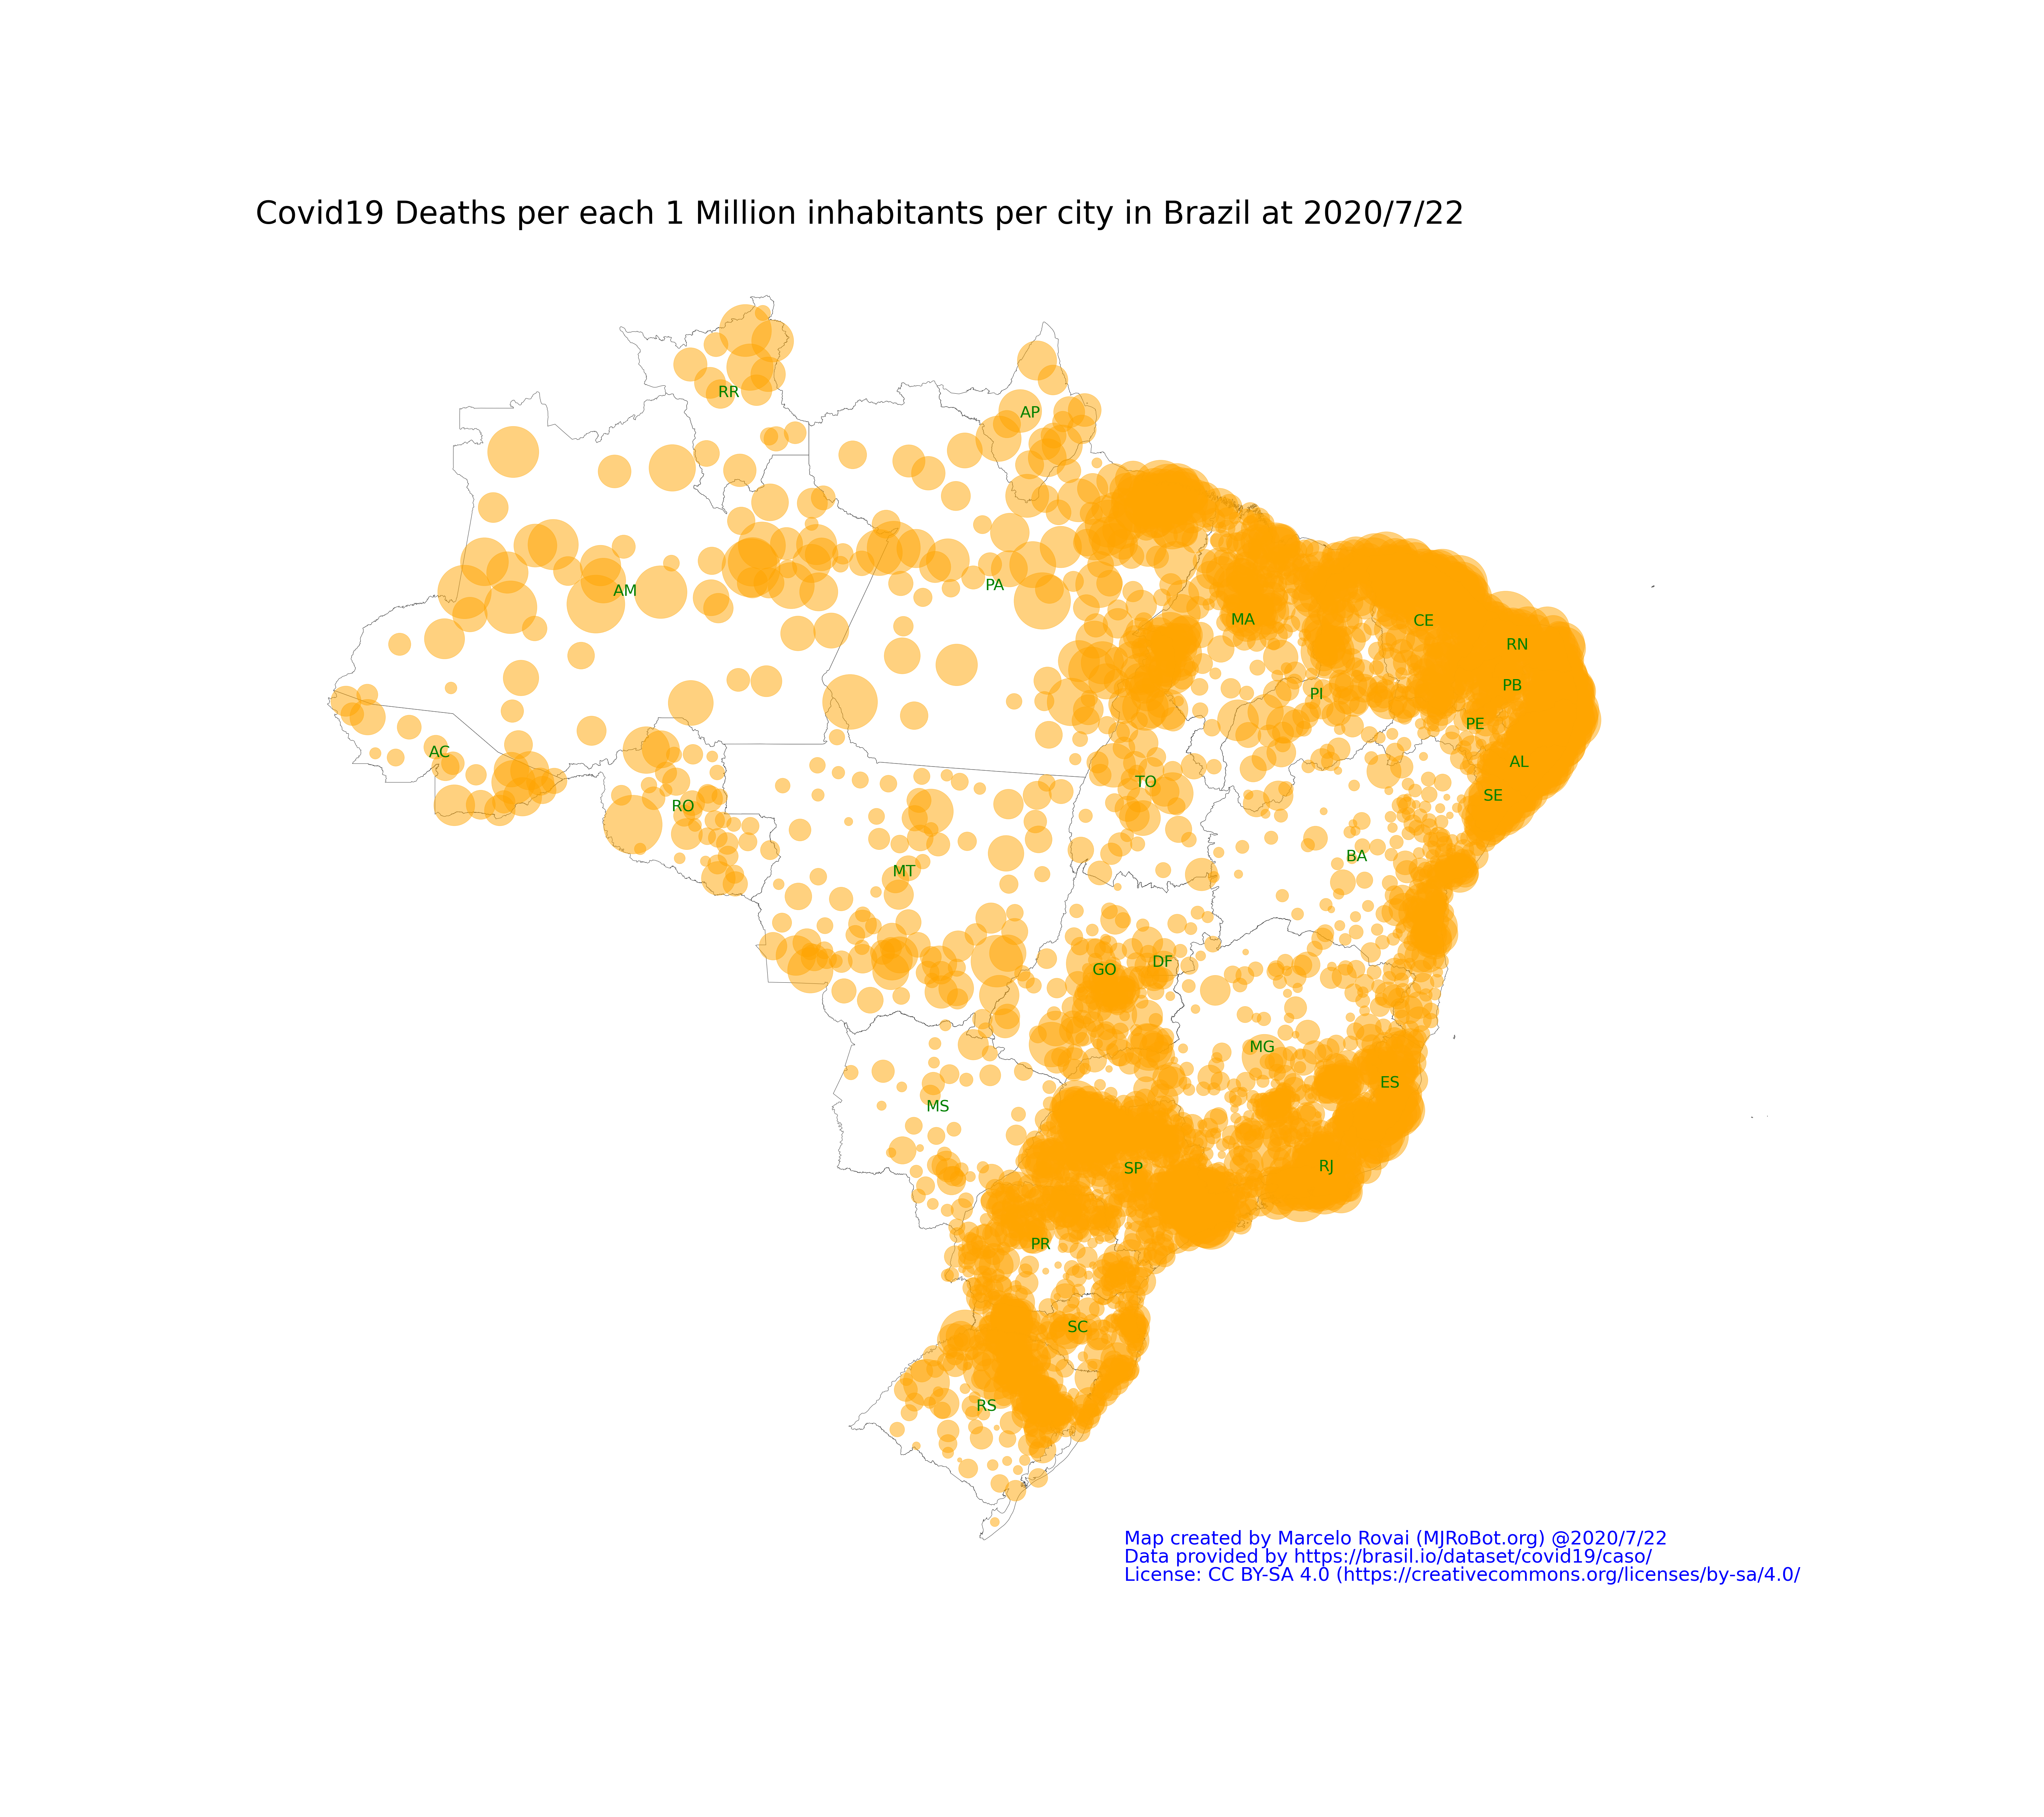 Covid19 Deaths per each 1 Million inhabitants per city in Brazil at 2020/7/22
RR
AP
AM
PA
MA
CE
RN
PB
PI
PE
AC
AL
TO
SE
RO
BA
MT
DF
GO
MG
ES
MS
RJ
SP
PR
SC
RS
Map created by Marcelo Rovai (MJRoBot.org) @2020/7/22
Data provided by https://brasil.io/dataset/covid19/caso/
License: CC BY-SA 4.0 (https://creativecommons.org/licenses/by-sa/4.0/